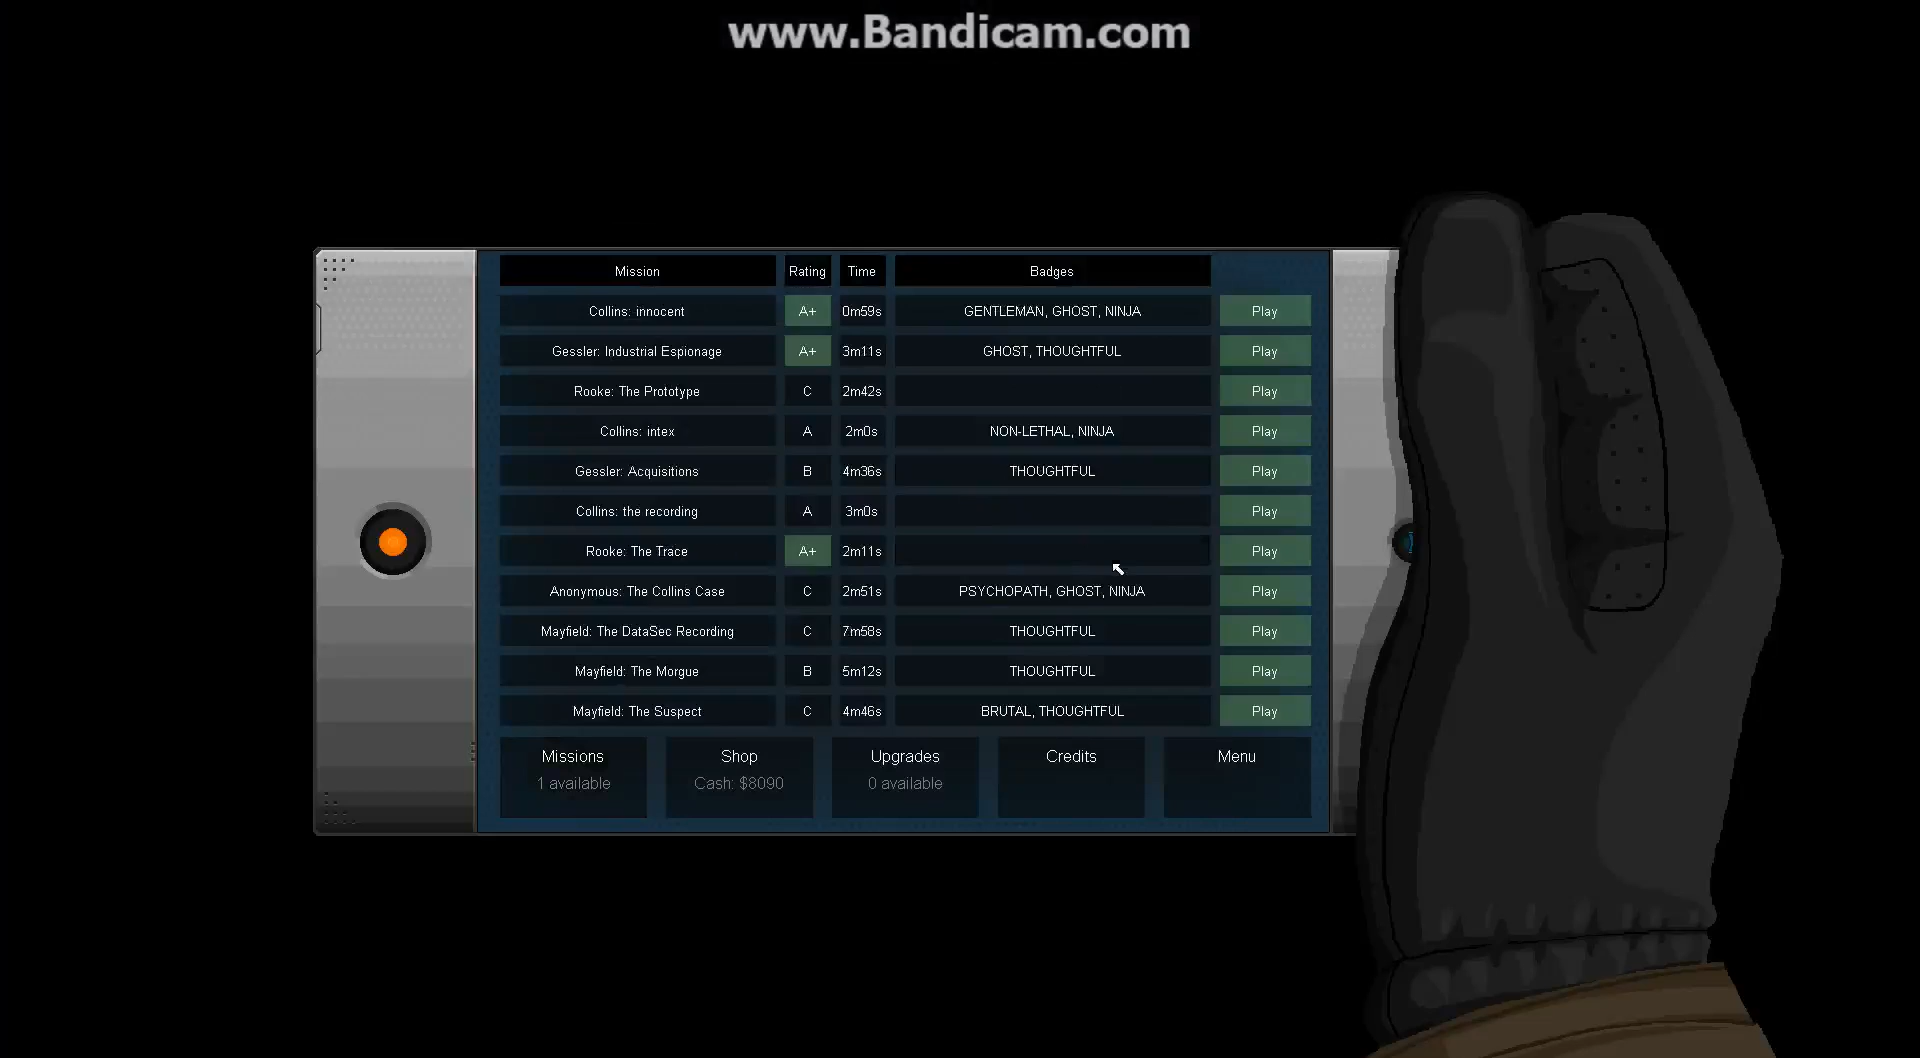 www.Bandicam.com
Mission Rating Time Badges
Collins: innocent A+ 0m59s GENTLEMAN, GHOST, NINJA Play
Gessler: Industrial Espionage A+ 3m11s GHOST, THOUGHTFUL Play
Rooke: The Prototype C 2m42s Play
Collins: intex A 2m0s NON-LETHAL, NINJA Play
Gessler: Acquisitions B 4m36s THOUGHTFUL Play
Collins: the recording A 3m0s Play
Rooke: The Trace A+ 2m11s Play
Anonymous: The Collins Case C 2m51s PSYCHOPATH, GHOST, NINJA Play
Mayfield: The DataSec Recording C 7m58s THOUGHTFUL Play
Mayfield: The Morgue B 5m12s THOUGHTFUL Play
Mayfield: The Suspect C 4m46s BRUTAL, THOUGHTFUL Play
Missions Shop Upgrades Credits Menu
1 available Cash: $8090 0 available